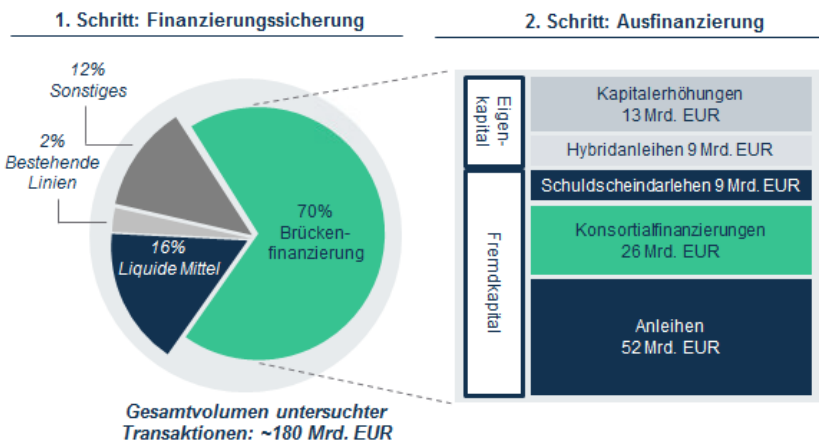 1. Schritt: Finanzierungssicherung
12%
Sonstiges
2%
Bestehende
Linien
16%
Liquide Mittel
70%
Brücken-
finanzierung
Gesamtvolumen untersuchter
Transaktionen: ~180 Mrd. EUR
2. Schritt: Ausfinanzierung
Eigen-
kapital
Kapitalerhöhungen
13 Mrd. EUR
Hybridanleihen 9 Mrd. EUR
Fremdkapital
Schuldscheindarlehen 9 Mrd. EUR
Konsortialfinanzierungen
26 Mrd. EUR
Anleihen
52 Mrd. EUR